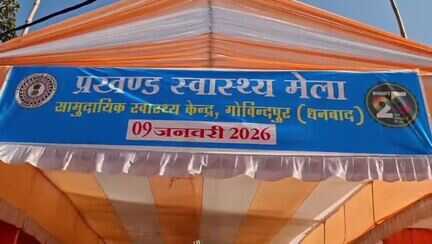 प्रखण्ड स्वास्थ्य मेला
सामुदायिक स्वास्थ्य केन्द्र, गोविन्दपुर (धनबाद)
09 जनवरी 2026